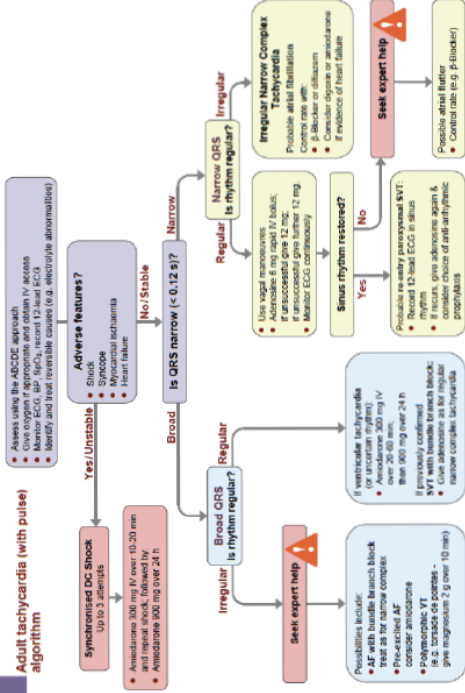 Adult tachycardia (with pulse)
algorithm
• Assess using the ABCDE approach
• Give oxygen if appropriate and obtain IV access
• Monitor ECG, BP, SpO₂, record 12-lead ECG
• Identify and treat reversible causes (e.g. electrolyte abnormalities)
Adverse features?
• Shock
• Syncope
• Myocardial ischaemia
• Heart failure
Yes/Unstable
Synchronised DC Shock
Up to 3 attempts
• Amiodarone 300 mg IV over 10-20 min
and repeat shock; followed by:
• Amiodarone 900 mg over 24 h
No/Stable
Is QRS narrow (< 0.12 s)?
Broad
Narrow
Broad QRS
Is rhythm regular?
Irregular
Regular
Seek expert help
Possibilities include:
• AF with bundle branch block
treat as for narrow complex
• Pre-excited AF
consider amiodarone
• Polymorphic VT
(e.g. torsade de pointes -
give magnesium 2 g over 10 min)
If ventricular tachycardia
(or uncertain rhythm):
• Amiodarone 300 mg IV
over 20-60 min,
then 900 mg over 24 h
If previously confirmed
SVT with bundle branch block:
• Give adenosine as for regular
narrow complex tachycardia
Narrow QRS
Is rhythm regular?
Regular
Irregular
• Use vagal manoeuvres
• Adenosine 6 mg rapid IV bolus;
if unsuccessful give 12 mg;
if unsuccessful give further 12 mg.
• Monitor ECG continuously
Irregular Narrow Complex
Tachycardia
Probable atrial fibrillation
Control rate with:
• β-Blocker or diltiazem
• Consider digoxin or amiodarone
if evidence of heart failure
Sinus rhythm restored?
Yes
No
Probable re-entry paroxysmal SVT:
• Record 12-lead ECG in sinus
rhythm
• If recurs, give adenosine again &
consider choice of anti-arrhythmic
prophylaxis
Seek expert help
Possible atrial flutter
• Control rate (e.g. β-Blocker)